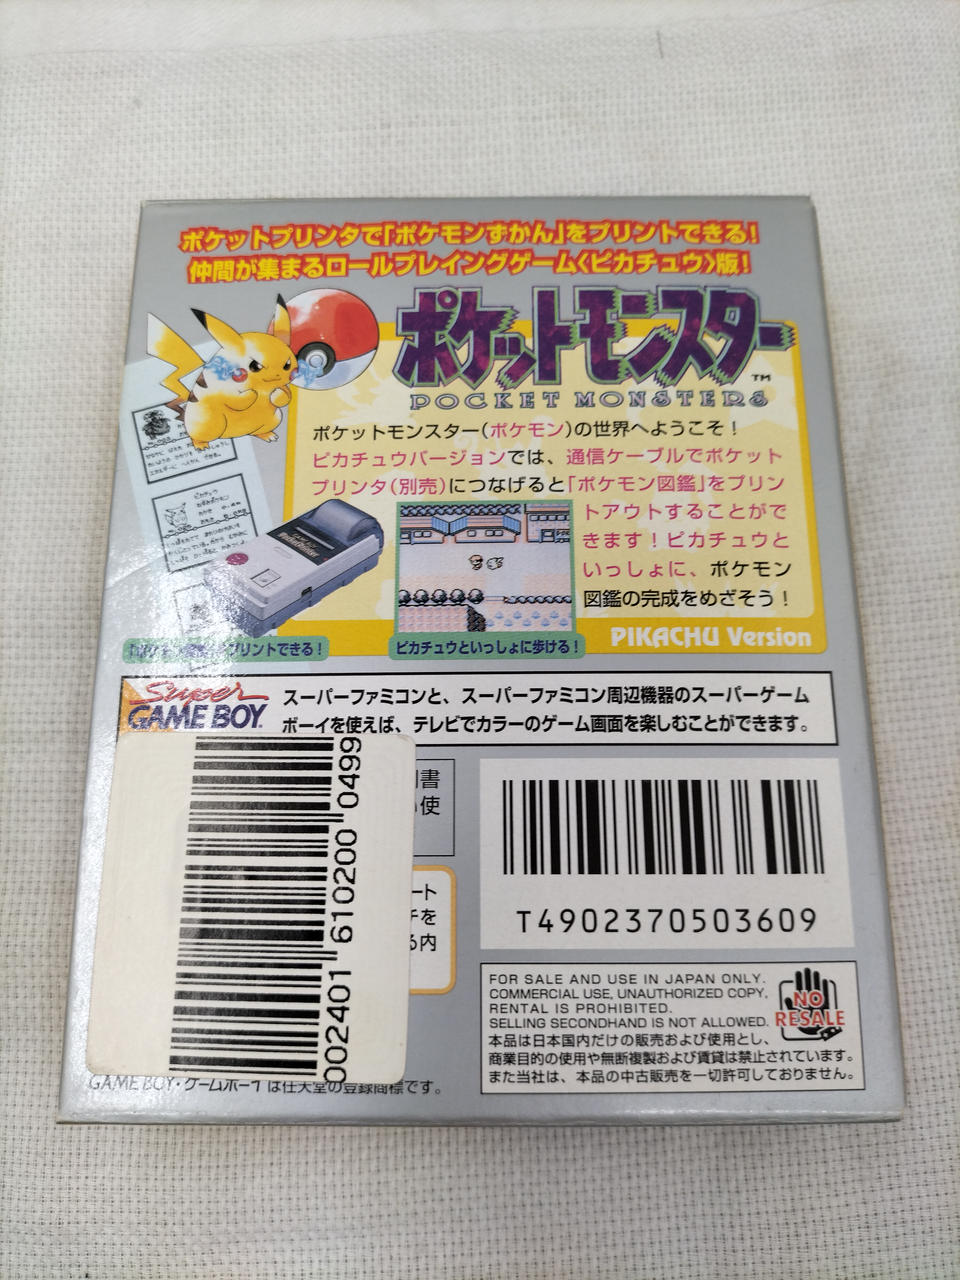 ポケットプリンタで「ポケモンずかん」をプリントできる!
仲間が集まるロールプレイングゲーム〈ピカチュウ〉版!
ポケットモンスター™
POCKET MONSTERS
ポケットモンスター(ポケモン)の世界へようこそ!
ピカチュウバージョンでは、通信ケーブルでポケット
プリンタ(別売)につなげると「ポケモン図鑑」をプリン
トアウトすることがで
きます!ピカチュウと
いっしょに、ポケモン
図鑑の完成をめざそう!
プリントできる!
ピカチュウといっしょに歩ける!
PIKACHU Version
Super
GAME BOY
スーパーファミコンと、スーパーファミコン周辺機器のスーパーゲーム
ボーイを使えば、テレビでカラーのゲーム画面を楽しむことができます。
002401 610200 0499
書
使
ート
を
る内
T4902370503609
FOR SALE AND USE IN JAPAN ONLY.
COMMERCIAL USE, UNAUTHORIZED COPY,
RENTAL IS PROHIBITED.
SELLING SECONDHAND IS NOT ALLOWED.
NO
RESALE
本品は日本国内だけの販売および使用とし、
商業目的の使用や無断複製および賃貸は禁止されています。
また当社は、本品の中古販売を一切許可しておりません。
GAME BOY・ゲームボーイは任天堂の登録商標です。